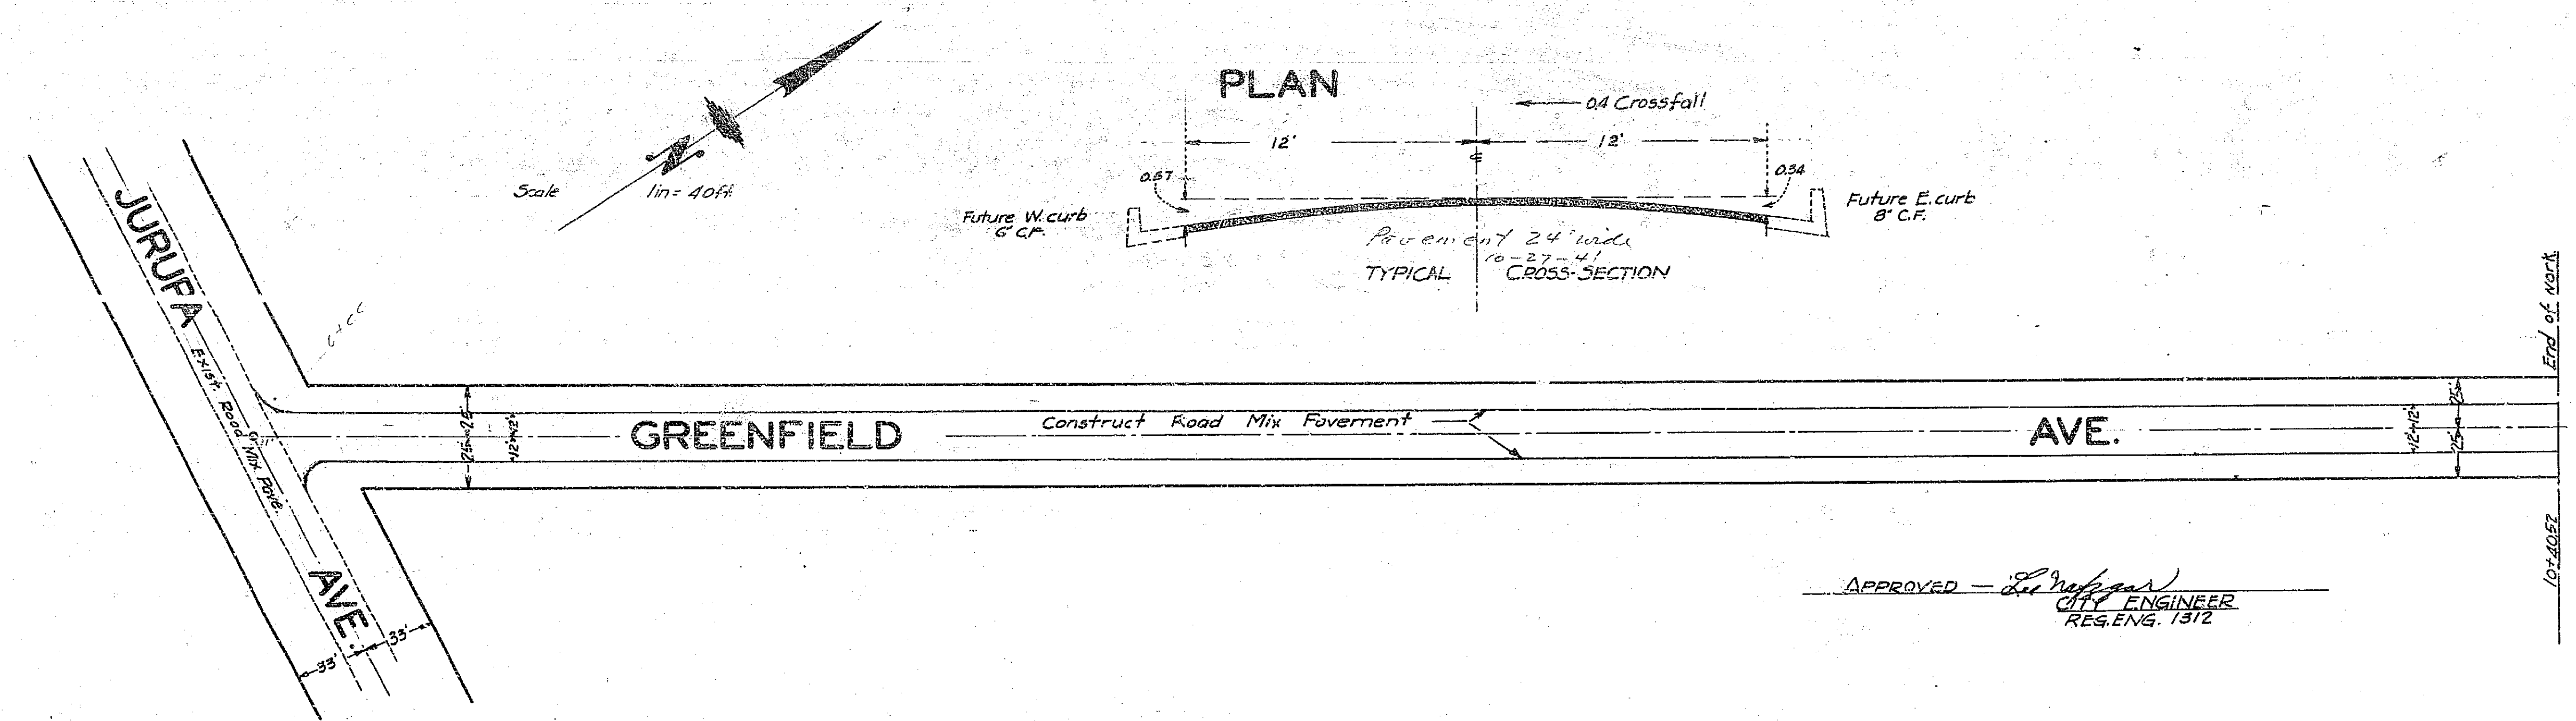 PLAN
0.4 Crossfall
12'
12'
0.57
0.34
Future W. curb
6" C.F.
Future E. curb
8" C.F.
Pavement 24' wide
10-27-41
TYPICAL CROSS-SECTION
N
Scale 1in = 40ft.
JURUPA AVE.
Exist. Road Mix Pave.
33'
33'
25'
25'
12'
12'
GREENFIELD AVE.
Construct Road Mix Pavement
12'
12'
25'
25'
End of Work
10+40.52
APPROVED —
CITY ENGINEER
REG. ENG. 1312